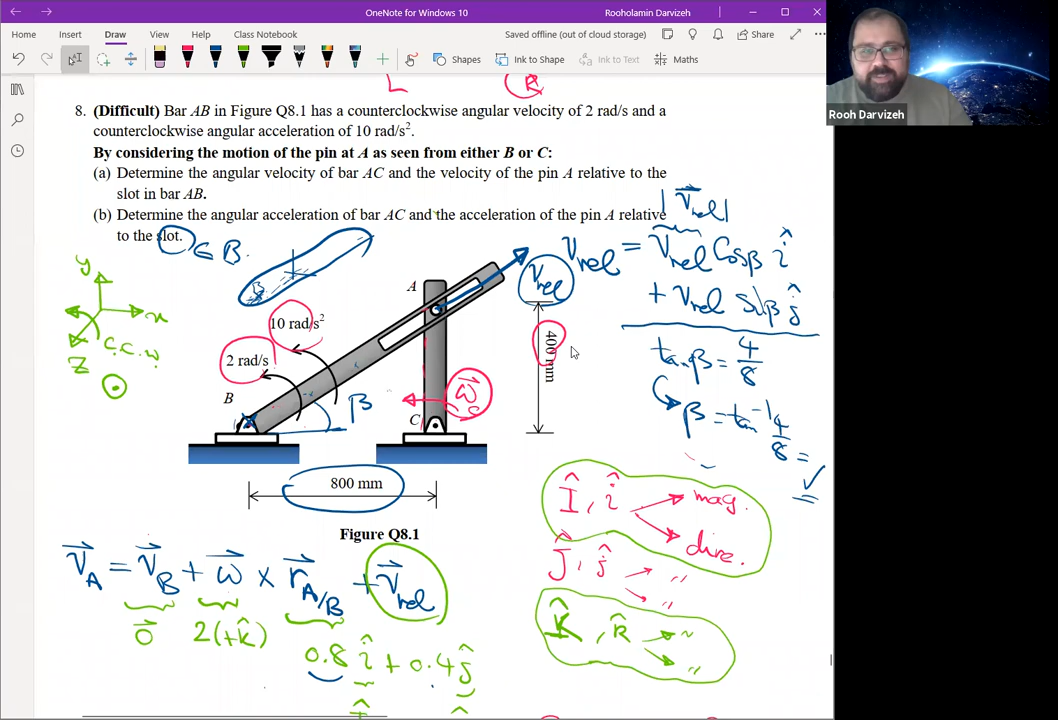 OneNote for Windows 10
Rooholamin Darvizeh
Home Insert Draw View Help Class Notebook
Saved offline (out of cloud storage)
Share
Shapes
Ink to Shape
Ink to Text
Maths
Rooh Darvizeh
8. (Difficult) Bar AB in Figure Q8.1 has a counterclockwise angular velocity of 2 rad/s and a
counterclockwise angular acceleration of 10 rad/s².
By considering the motion of the pin at A as seen from either B or C:
(a) Determine the angular velocity of bar AC and the velocity of the pin A relative to the
slot in bar AB.
(b) Determine the angular acceleration of bar AC and the acceleration of the pin A relative
to the slot.
∈ B.
|v⃗rel|
vrel = vrel Cosβ î
+ vrel sinβ ĵ
y
x
Z
C.C.W.
B
A
vrel
10 rad/s²
2 rad/s
400 mm
tanβ = 4/8
β = tan⁻¹ 4/8 =
B
β
ω⃗c
C
800 mm
Figure Q8.1
Î, î mag.
dire.
Ĵ, ĵ "
"
K̂, k̂ ~
"
v⃗A = v⃗B + ω⃗ × r⃗A/B + v⃗rel
0⃗ 2(+k̂)
0.8 î + 0.4 ĵ